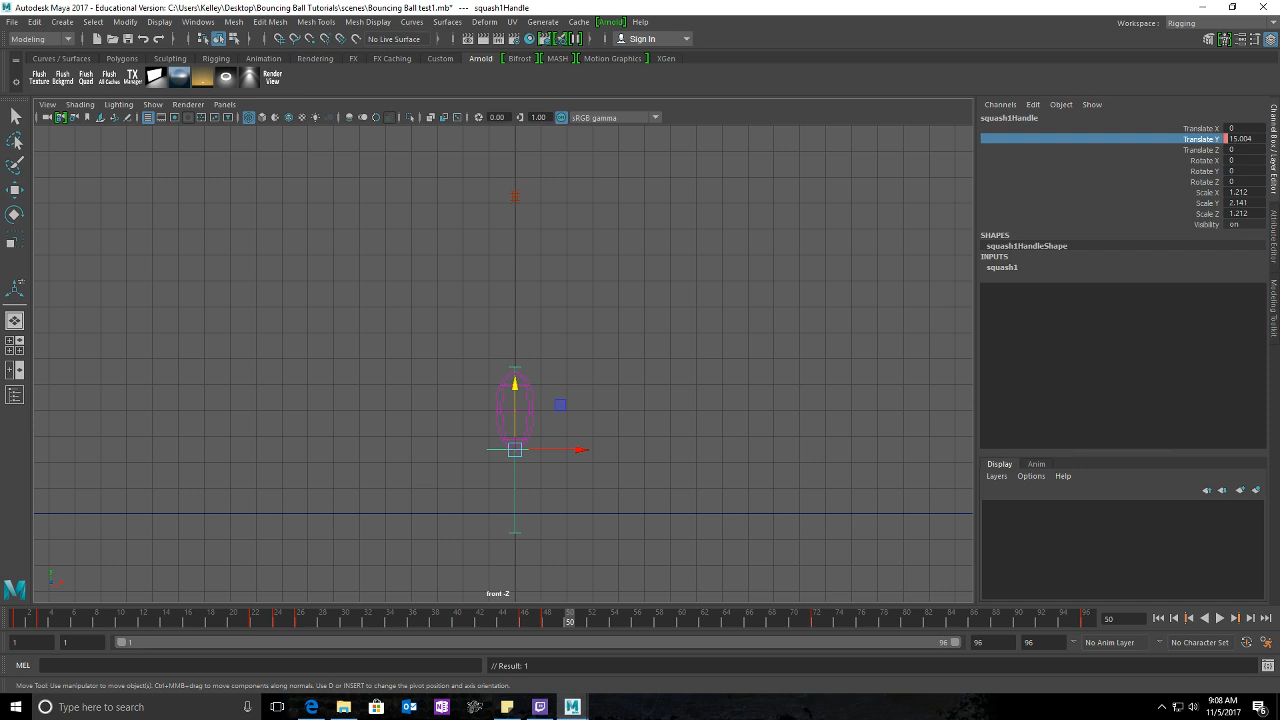 Autodesk Maya 2017 - Educational Version: C:\Users\Kelley\Desktop\Bouncing Ball Tutorials\scenes\Bouncing Ball test1.mb*  ---  squash1Handle
File Edit Create Select Modify Display Windows Mesh Edit Mesh Mesh Tools Mesh Display Curves Surfaces Deform UV Generate Cache [Arnold] Help
Workspace : Rigging
Modeling
No Live Surface
Sign In
Curves / Surfaces Polygons Sculpting Rigging Animation Rendering FX FX Caching Custom Arnold Bifrost MASH Motion Graphics XGen
Flush Texture
Flush Bckgrnd
Flush Quad
Flush All Caches
TX Manager
Render View
View Shading Lighting Show Renderer Panels
0.00 1.00 sRGB gamma
front -Z
Channels Edit Object Show
squash1Handle
Translate X 0
Translate Y 15.004
Translate Z 0
Rotate X 0
Rotate Y 0
Rotate Z 0
Scale X 1.212
Scale Y 2.141
Scale Z 1.212
Visibility on
SHAPES
squash1HandleShape
INPUTS
squash1
Channel Box / Layer Editor
Attribute Editor
Modeling Toolkit
Display Anim
Layers Options Help
2 4 6 8 10 12 14 16 18 20 22 24 26 28 30 32 34 36 38 40 42 44 46 48 50 52 54 56 58 60 62 64 66 68 70 72 74 76 78 80 82 84 86 88 90 92 94 96
50
50
1 1 1 96 96 96 No Anim Layer No Character Set
MEL
// Result: 1
Move Tool: Use manipulator to move object(s). Ctrl+MMB+drag to move components along normals. Use D or INSERT to change the pivot position and axis orientation.
Type here to search
9:08 AM
11/5/2017